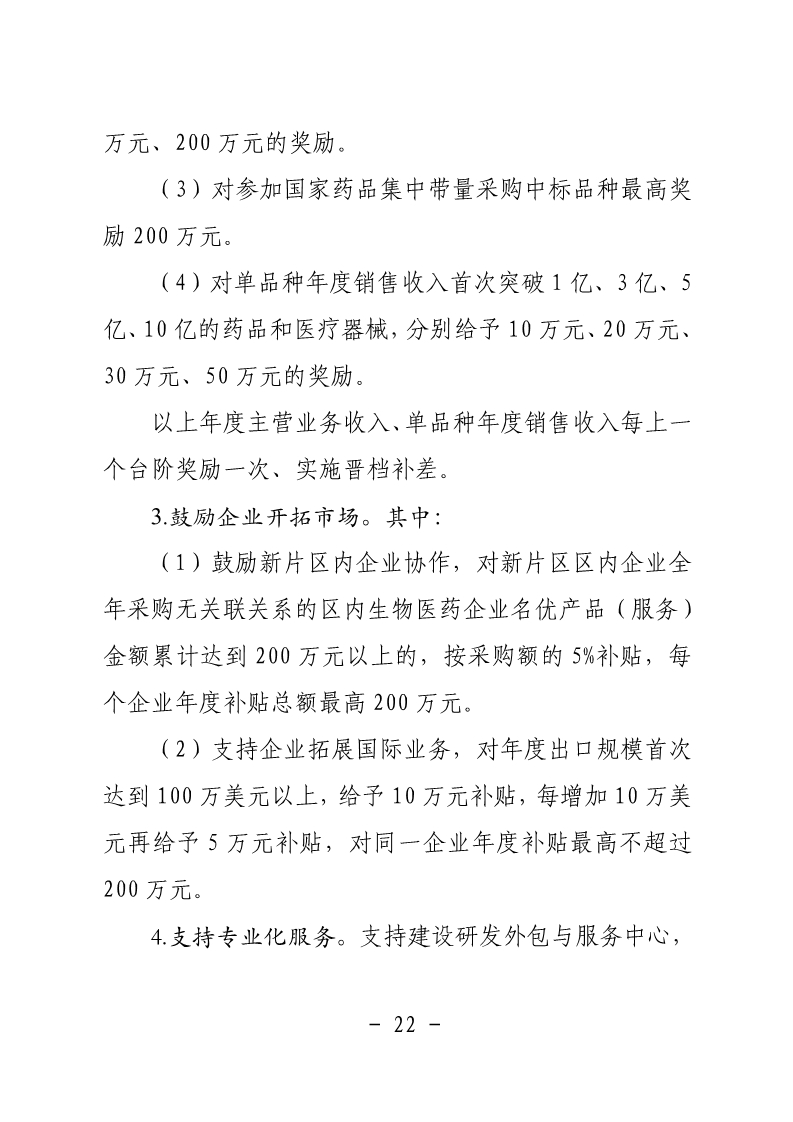 万元、200 万元的奖励。
（3）对参加国家药品集中带量采购中标品种最高奖
励 200 万元。
（4）对单品种年度销售收入首次突破 1 亿、3 亿、5
亿、10 亿的药品和医疗器械，分别给予 10 万元、20 万元、
30 万元、50 万元的奖励。
以上年度主营业务收入、单品种年度销售收入每上一
个台阶奖励一次、实施晋档补差。
3.鼓励企业开拓市场。其中：
（1）鼓励新片区内企业协作，对新片区区内企业全
年采购无关联关系的区内生物医药企业名优产品（服务）
金额累计达到 200 万元以上的，按采购额的 5%补贴，每
个企业年度补贴总额最高 200 万元。
（2）支持企业拓展国际业务，对年度出口规模首次
达到 100 万美元以上，给予 10 万元补贴，每增加 10 万美
元再给予 5 万元补贴，对同一企业年度补贴最高不超过
200 万元。
4.支持专业化服务。支持建设研发外包与服务中心，
- 22 -